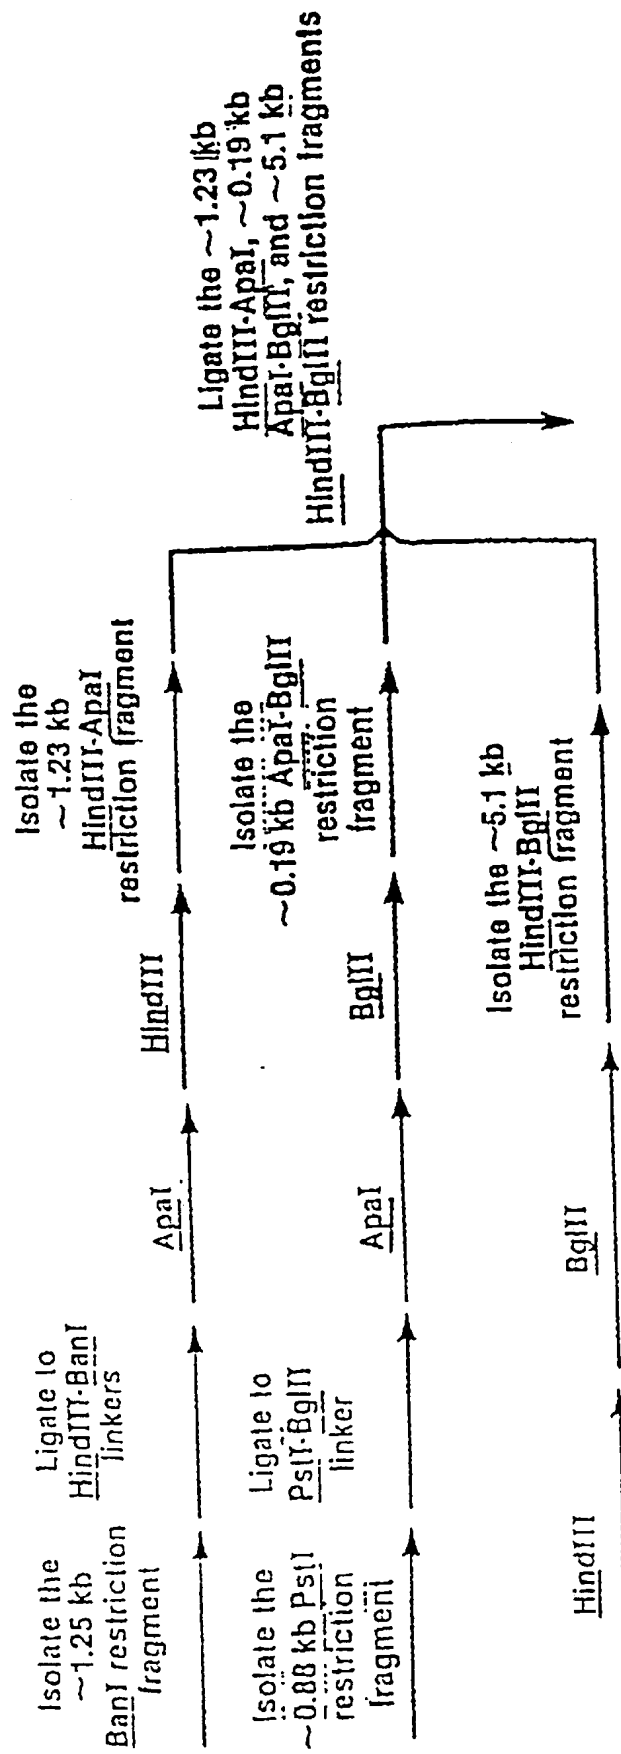 Isolate the
~1.25 kb
BanI restriction
fragment
Ligate to
HindIII-BanI
linkers
ApaI
HindIII
Isolate the
~1.23 kb
HindIII-ApaI
restriction fragment
Isolate the
~0.88 kb PstI
restriction
fragment
Ligate to
PstI-BglII
linker
ApaI
BglII
Isolate the
~0.19 kb ApaI-BglII
restriction
fragment
HindIII
BglII
Isolate the ~5.1 kb
HindIII-BglII
restriction fragment
Ligate the ~1.23 kb
HindIII-ApaI, ~0.19 kb
ApaI-BglII, and ~5.1 kb
HindIII-BglII restriction fragments